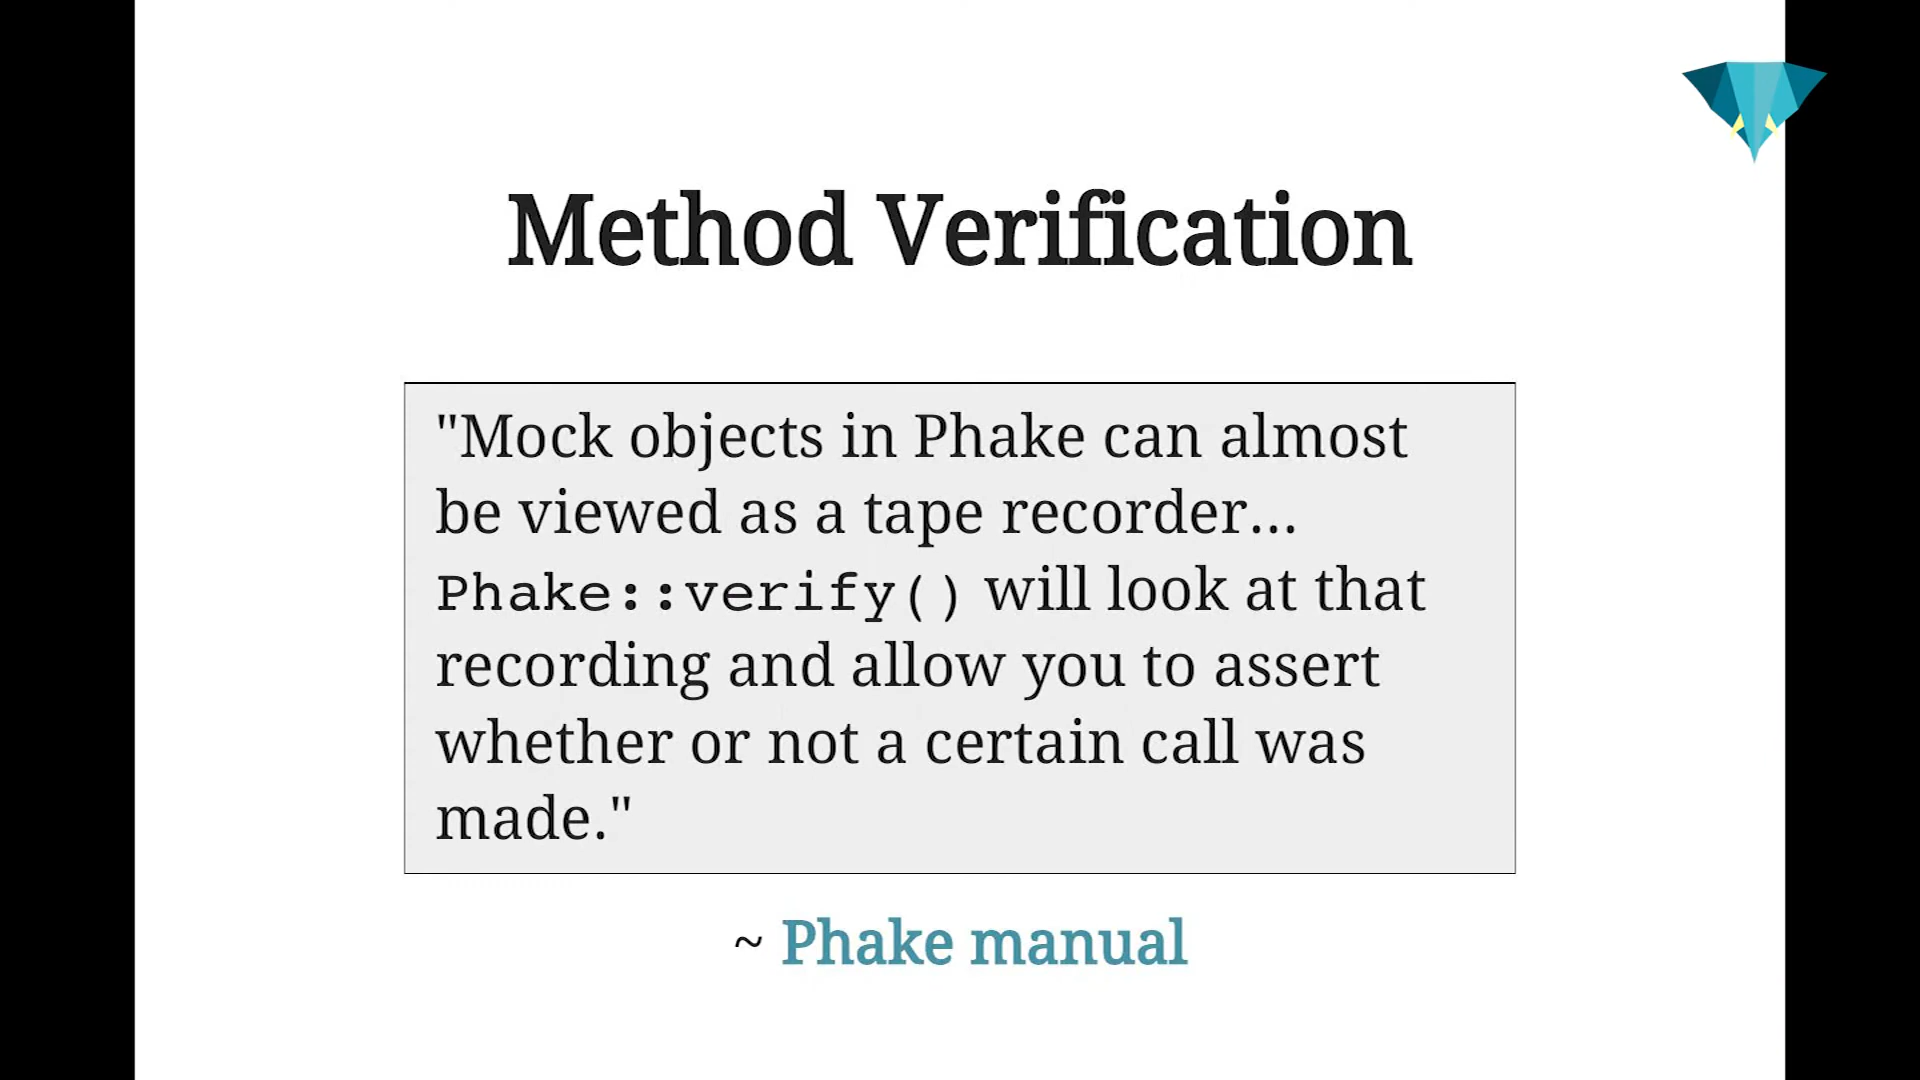 Method Verification
"Mock objects in Phake can almost
be viewed as a tape recorder...
Phake::verify() will look at that
recording and allow you to assert
whether or not a certain call was
made."
~ Phake manual